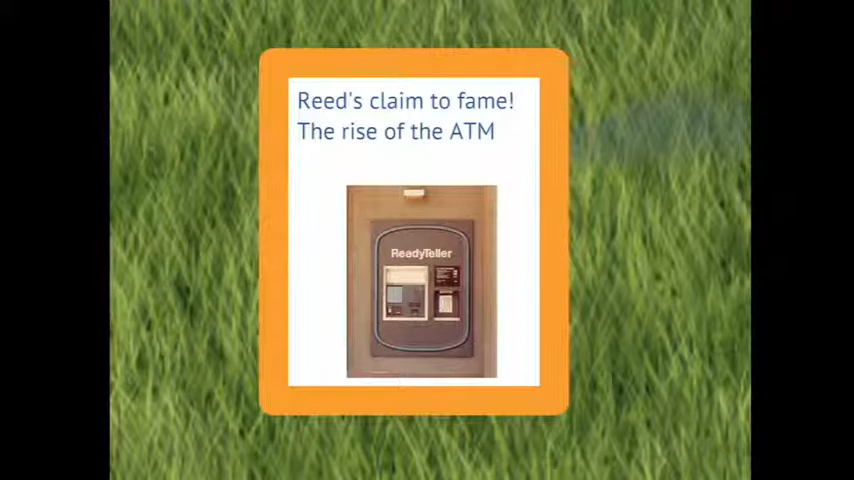 Reed's claim to fame!
The rise of the ATM
ReadyTeller